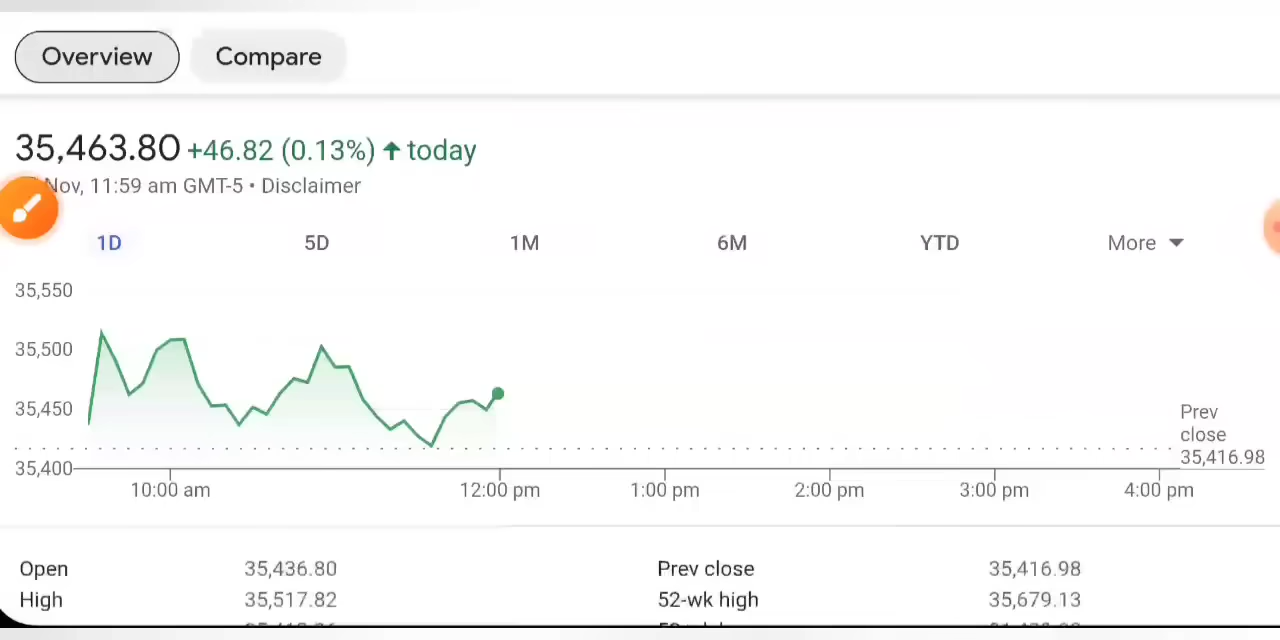 Overview Compare
35,463.80 +46.82 (0.13%) ↑ today
Nov, 11:59 am GMT-5 • Disclaimer
1D 5D 1M 6M YTD More
35,550
35,500
35,450
35,400
Prev
close
35,416.98
10:00 am 12:00 pm 1:00 pm 2:00 pm 3:00 pm 4:00 pm
Open 35,436.80 Prev close 35,416.98
High 35,517.82 52-wk high 35,679.13